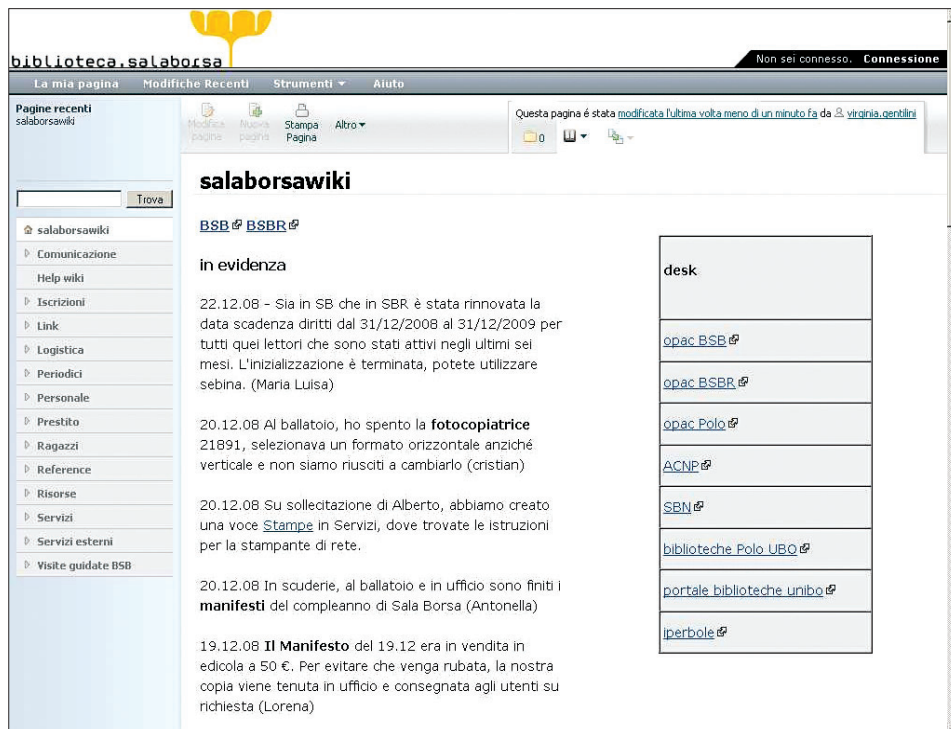 biblioteca.salaborsa
Non sei connesso. Connessione
La mia pagina Modifiche Recenti Strumenti Aiuto
Pagine recenti
salaborsawiki
Modifica pagina
Nuova pagina
Stampa Pagina
Altro
Questa pagina é stata modificata l'ultima volta meno di un minuto fa da virginia.gentilini
0
Trova
salaborsawiki
Comunicazione
Help wiki
Iscrizioni
Link
Logistica
Periodici
Personale
Prestito
Ragazzi
Reference
Risorse
Servizi
Servizi esterni
Visite guidate BSB
salaborsawiki
BSB BSBR
in evidenza
22.12.08 - Sia in SB che in SBR è stata rinnovata la
data scadenza diritti dal 31/12/2008 al 31/12/2009 per
tutti quei lettori che sono stati attivi negli ultimi sei
mesi. L'inizializzazione è terminata, potete utilizzare
sebina. (Maria Luisa)
20.12.08 Al ballatoio, ho spento la fotocopiatrice
21891, selezionava un formato orizzontale anziché
verticale e non siamo riusciti a cambiarlo (cristian)
20.12.08 Su sollecitazione di Alberto, abbiamo creato
una voce Stampe in Servizi, dove trovate le istruzioni
per la stampante di rete.
20.12.08 In scuderie, al ballatoio e in ufficio sono finiti i
manifesti del compleanno di Sala Borsa (Antonella)
19.12.08 Il Manifesto del 19.12 era in vendita in
edicola a 50 €. Per evitare che venga rubata, la nostra
copia viene tenuta in ufficio e consegnata agli utenti su
richiesta (Lorena)
desk
opac BSB
opac BSBR
opac Polo
ACNP
SBN
biblioteche Polo UBO
portale biblioteche unibo
iperbole